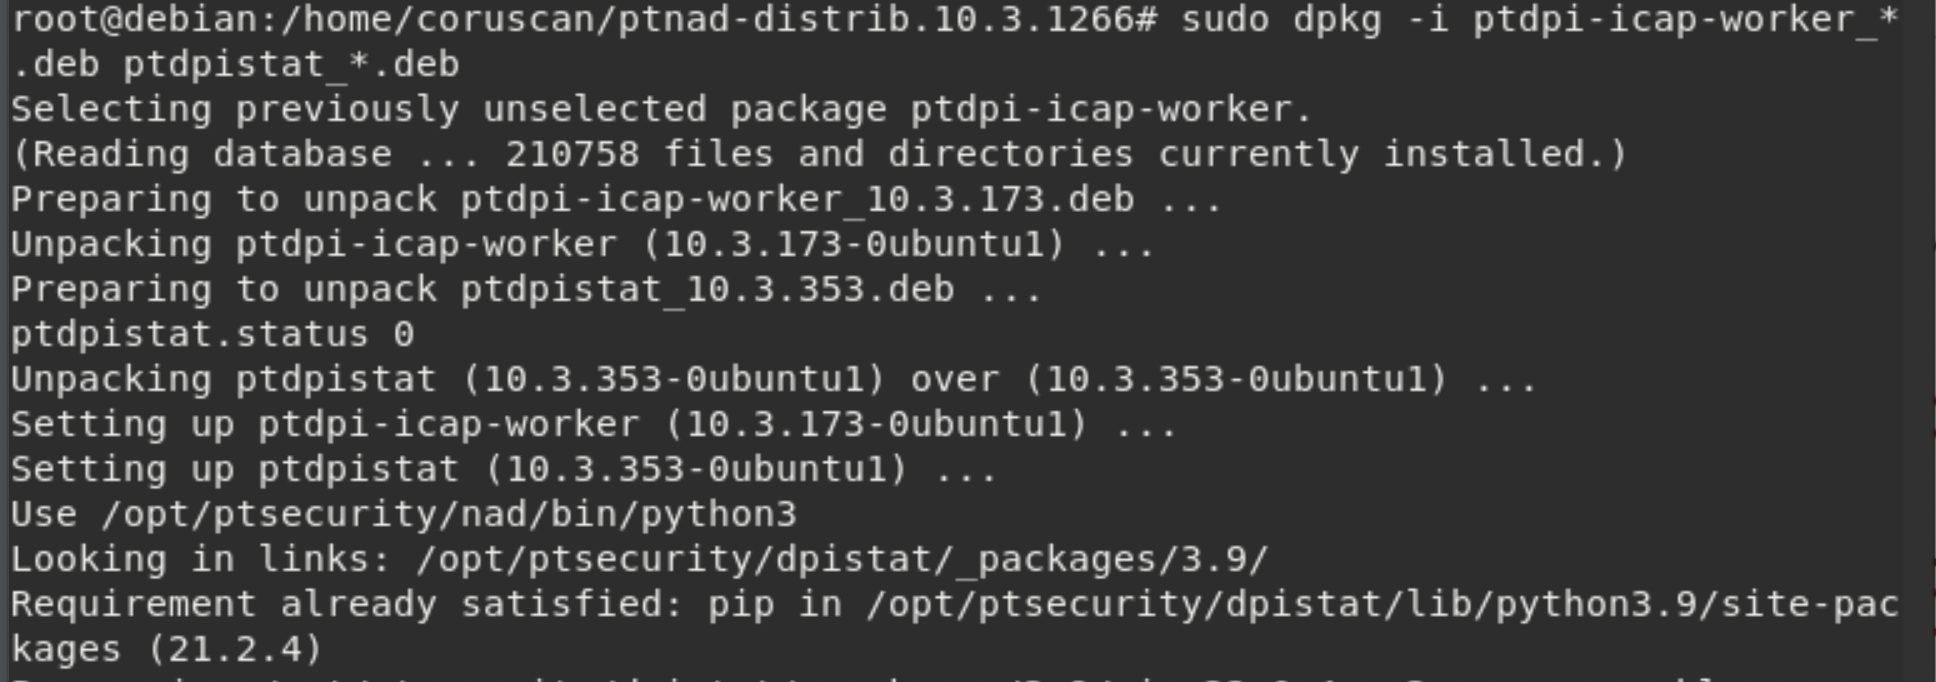 root@debian:/home/coruscan/ptnad-distrib.10.3.1266# sudo dpkg -i ptdpi-icap-worker_*
.deb ptdpistat_*.deb
Selecting previously unselected package ptdpi-icap-worker.
(Reading database ... 210758 files and directories currently installed.)
Preparing to unpack ptdpi-icap-worker_10.3.173.deb ...
Unpacking ptdpi-icap-worker (10.3.173-0ubuntu1) ...
Preparing to unpack ptdpistat_10.3.353.deb ...
ptdpistat.status 0
Unpacking ptdpistat (10.3.353-0ubuntu1) over (10.3.353-0ubuntu1) ...
Setting up ptdpi-icap-worker (10.3.173-0ubuntu1) ...
Setting up ptdpistat (10.3.353-0ubuntu1) ...
Use /opt/ptsecurity/nad/bin/python3
Looking in links: /opt/ptsecurity/dpistat/_packages/3.9/
Requirement already satisfied: pip in /opt/ptsecurity/dpistat/lib/python3.9/site-pac
kages (21.2.4)